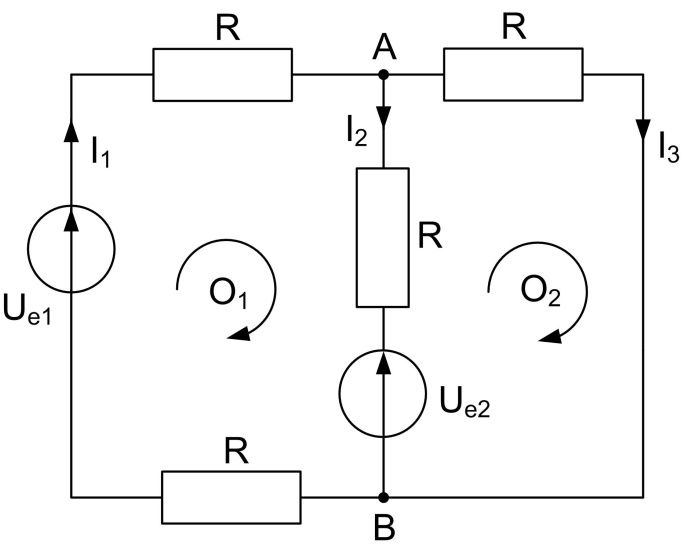 R
A
R
I₂
I₁
I₃
R
O₁
O₂
Uₑ₁
Uₑ₂
R
B